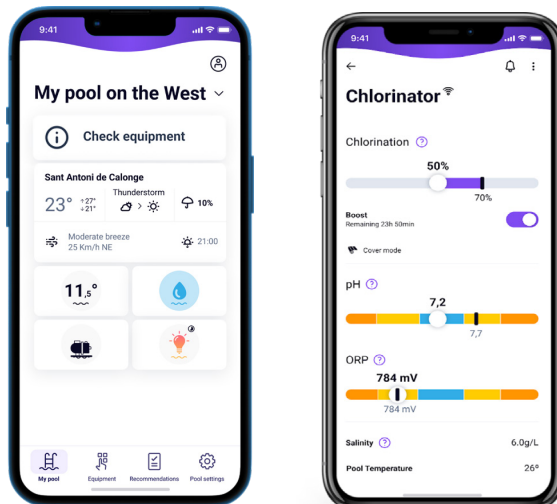 9:41
My pool on the West
Check equipment
Sant Antoni de Calonge
23° ↑27° ↓21°
Thunderstorm
10%
Moderate breeze
25 Km/h NE
21:00
11,5°
My pool
Equipment
Recommendations
Pool settings
9:41
Chlorinator
Chlorination ?
50%
70%
Boost
Remaining 23h 50min
Cover mode
pH ?
7,2
7,7
ORP ?
784 mV
784 mV
Salinity ? 6.0g/L
Pool Temperature 26º